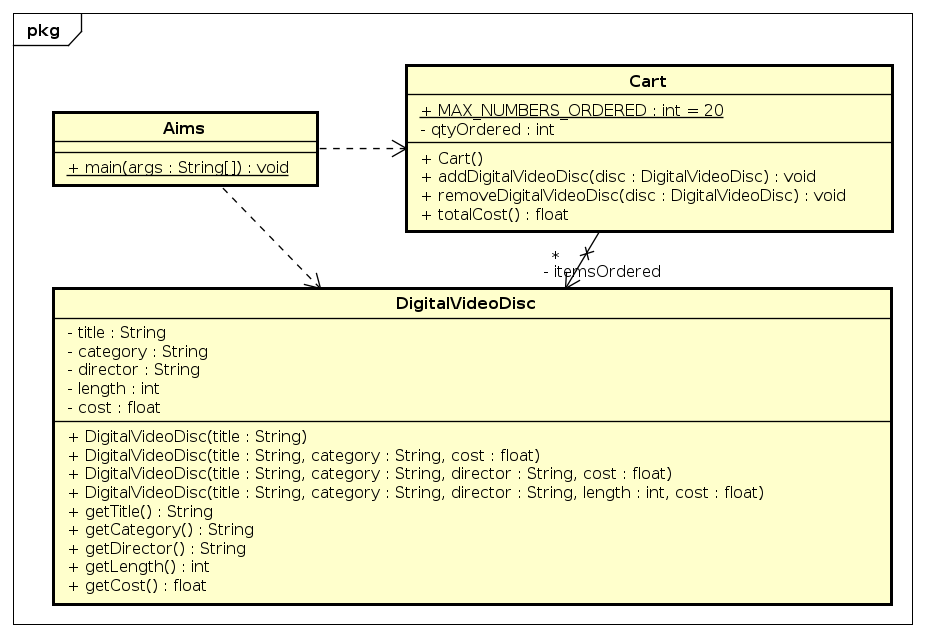 pkg
Aims
+ main(args : String[]) : void
Cart
+ MAX_NUMBERS_ORDERED : int = 20
- qtyOrdered : int
+ Cart()
+ addDigitalVideoDisc(disc : DigitalVideoDisc) : void
+ removeDigitalVideoDisc(disc : DigitalVideoDisc) : void
+ totalCost() : float
*
- itemsOrdered
DigitalVideoDisc
- title : String
- category : String
- director : String
- length : int
- cost : float
+ DigitalVideoDisc(title : String)
+ DigitalVideoDisc(title : String, category : String, cost : float)
+ DigitalVideoDisc(title : String, category : String, director : String, cost : float)
+ DigitalVideoDisc(title : String, category : String, director : String, length : int, cost : float)
+ getTitle() : String
+ getCategory() : String
+ getDirector() : String
+ getLength() : int
+ getCost() : float